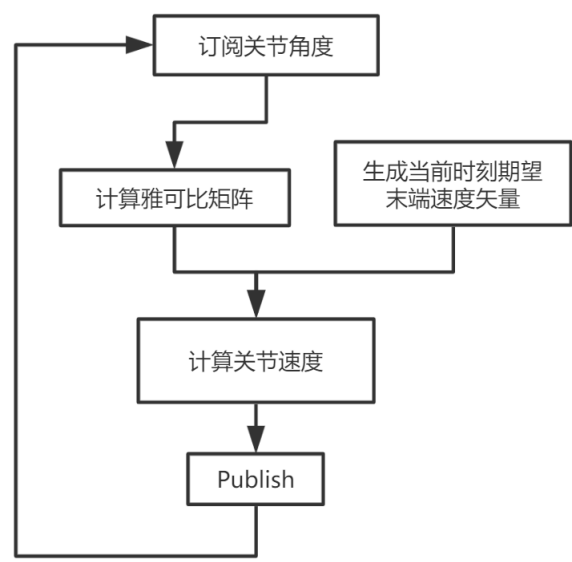 订阅关节角度
计算雅可比矩阵
生成当前时刻期望
末端速度矢量
计算关节速度
Publish